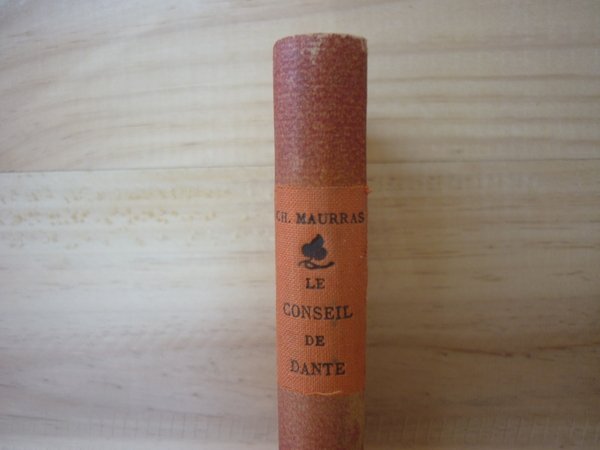 CH. MAURRAS
LE
CONSEIL
DE
DANTE